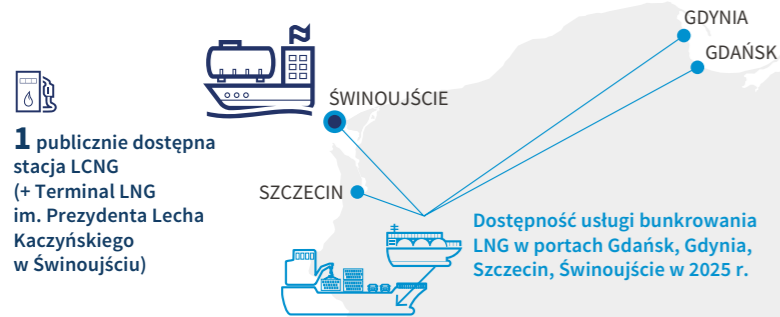 GDYNIA
GDAŃSK
ŚWINOUJŚCIE
1 publicznie dostępna
stacja LCNG
(+ Terminal LNG
im. Prezydenta Lecha
Kaczyńskiego
w Świnoujściu)
SZCZECIN
Dostępność usługi bunkrowania
LNG w portach Gdańsk, Gdynia,
Szczecin, Świnoujście w 2025 r.